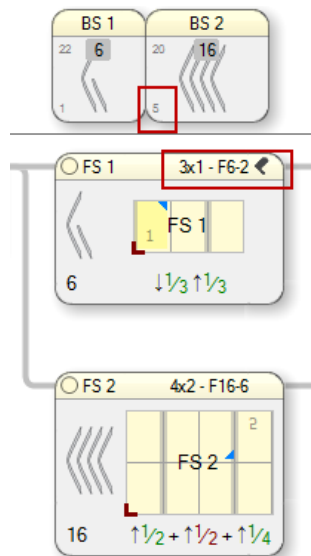 BS 1 BS 2
22 6 20 16
1 5
FS 1 3x1 - F6-2
1 FS 1
6 ↓1/3 ↑1/3
FS 2 4x2 - F16-6
2
FS 2
16 ↑1/2 + ↑1/2 + ↑1/4